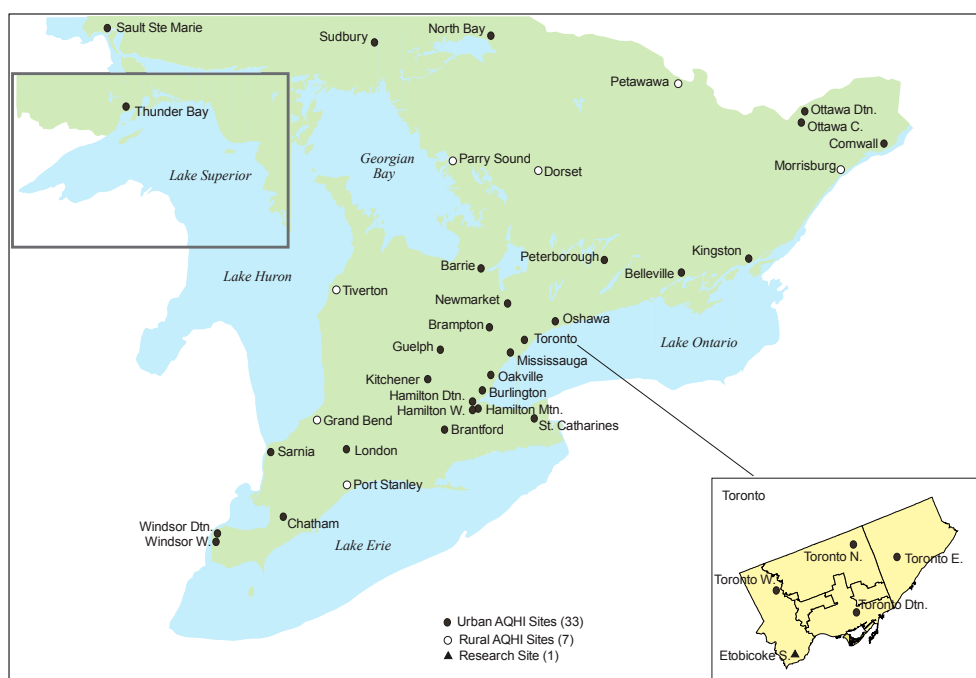 Sault Ste Marie
Sudbury
North Bay
Petawawa
Thunder Bay
Ottawa Dtn.
Ottawa C.
Cornwall
Georgian
Bay
Parry Sound
Dorset
Morrisburg
Lake Superior
Kingston
Peterborough
Barrie
Belleville
Lake Huron
Tiverton
Newmarket
Oshawa
Brampton
Toronto
Lake Ontario
Guelph
Mississauga
Oakville
Kitchener
Burlington
Hamilton Dtn.
Hamilton W.
Hamilton Mtn.
Grand Bend
St. Catharines
Brantford
Sarnia
London
Port Stanley
Chatham
Windsor Dtn.
Windsor W.
Lake Erie
Toronto
Toronto N.
Toronto E.
Toronto W.
Toronto Dtn.
Etobicoke S.
Urban AQHI Sites (33)
Rural AQHI Sites (7)
Research Site (1)